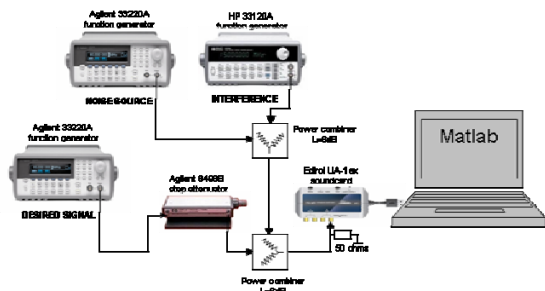 Agilent 33220A
function generator
HP 33120A
function generator
NOISE SOURCE
INTERFERENCE
Agilent 33220A
function generator
Power combiner
L=6dB
Matlab
Edirol UA-1ex
soundcard
Agilent 8496B
step attenuator
DESIRED SIGNAL
50 ohms
Power combiner
L=6dB